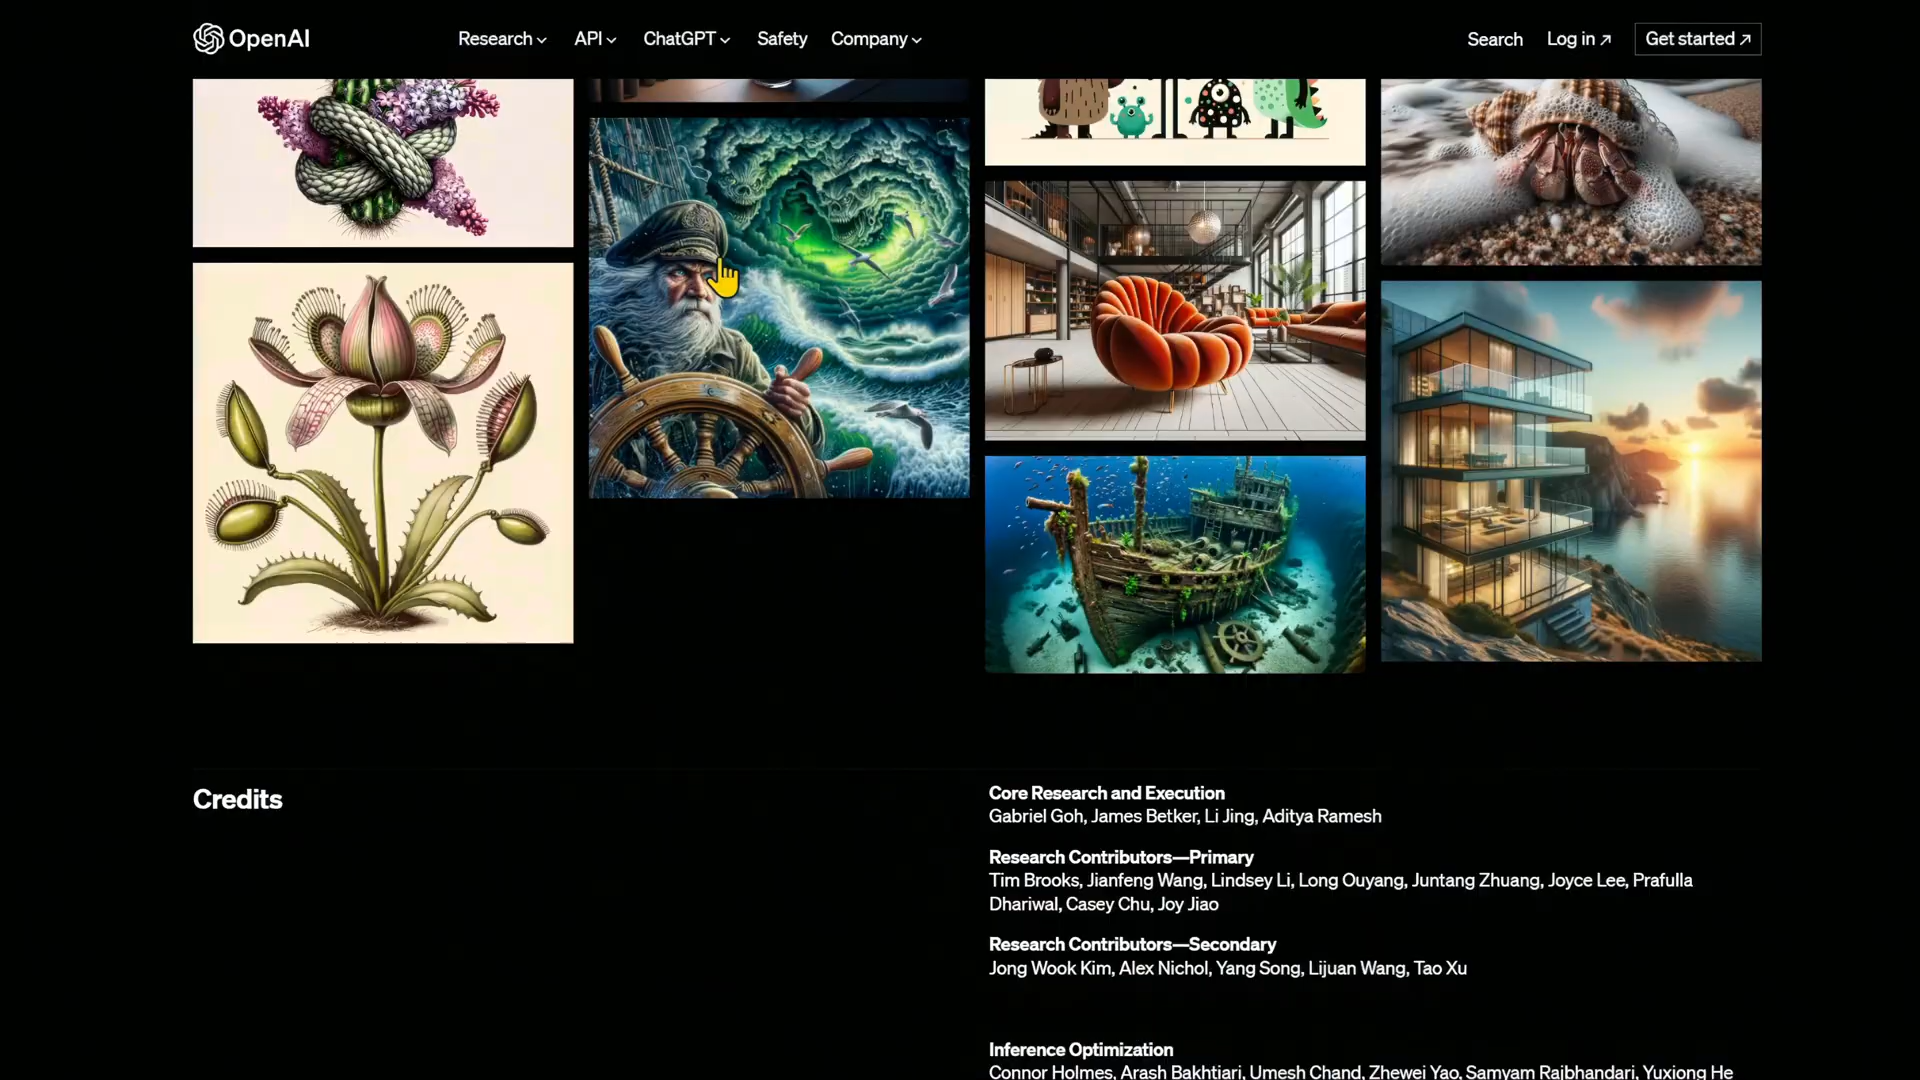 OpenAI
Research
API
ChatGPT
Safety
Company
Search
Log in ↗
Get started ↗
Credits
Core Research and Execution
Gabriel Goh, James Betker, Li Jing, Aditya Ramesh
Research Contributors—Primary
Tim Brooks, Jianfeng Wang, Lindsey Li, Long Ouyang, Juntang Zhuang, Joyce Lee, Prafulla
Dhariwal, Casey Chu, Joy Jiao
Research Contributors—Secondary
Jong Wook Kim, Alex Nichol, Yang Song, Lijuan Wang, Tao Xu
Inference Optimization
Connor Holmes, Arash Bakhtiari, Umesh Chand, Zhewei Yao, Samyam Rajbhandari, Yuxiong He